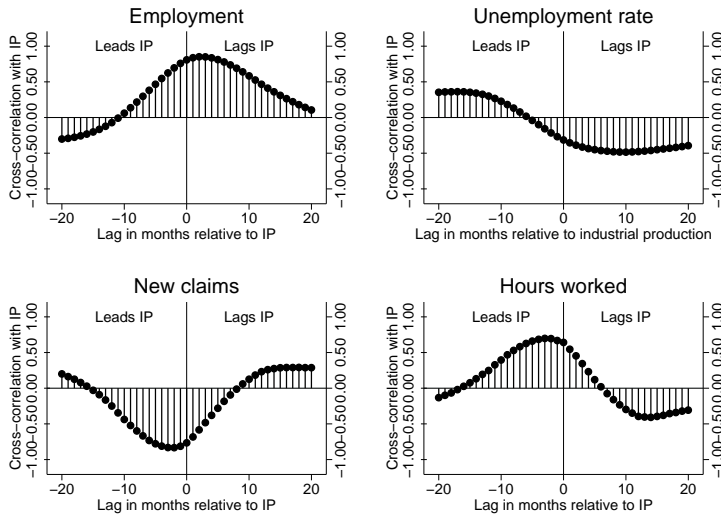 Employment
Leads IP Lags IP
Cross−correlation with IP
1.00
0.50
0.00
−0.50
−1.00
1.00
0.50
0.00
−0.50
−1.00
−20 −10 0 10 20
Lag in months relative to IP
Unemployment rate
Leads IP Lags IP
Cross−correlation with IP
1.00
0.50
0.00
−0.50
−1.00
1.00
0.50
0.00
−0.50
−1.00
−20 −10 0 10 20
Lag in months relative to industrial production
New claims
Leads IP Lags IP
Cross−correlation with IP
1.00
0.50
0.00
−0.50
−1.00
1.00
0.50
0.00
−0.50
−1.00
−20 −10 0 10 20
Lag in months relative to IP
Hours worked
Leads IP Lags IP
Cross−correlation with IP
1.00
0.50
0.00
−0.50
−1.00
1.00
0.50
0.00
−0.50
−1.00
−20 −10 0 10 20
Lag in months relative to IP